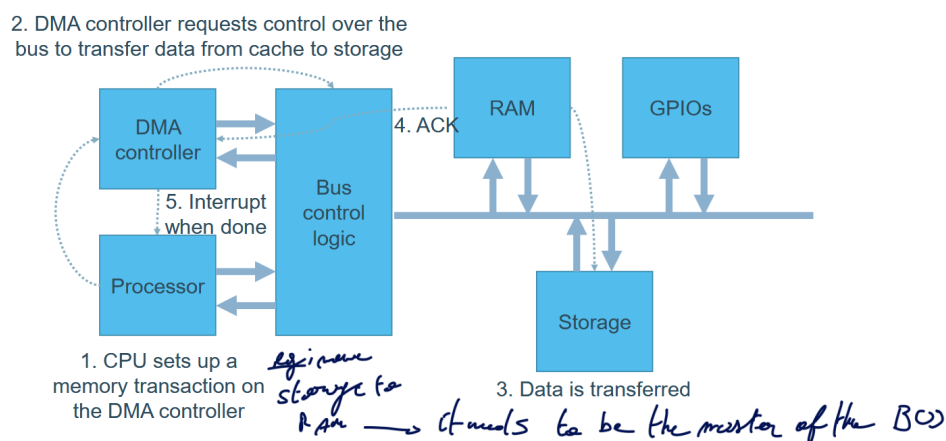 2. DMA controller requests control over the
bus to transfer data from cache to storage
DMA
controller
Bus
control
logic
RAM
GPIOs
4. ACK
5. Interrupt
when done
Processor
Storage
1. CPU sets up a
memory transaction on
the DMA controller
3. Data is transferred
storage to
RAM → it needs to be the master of the BUS